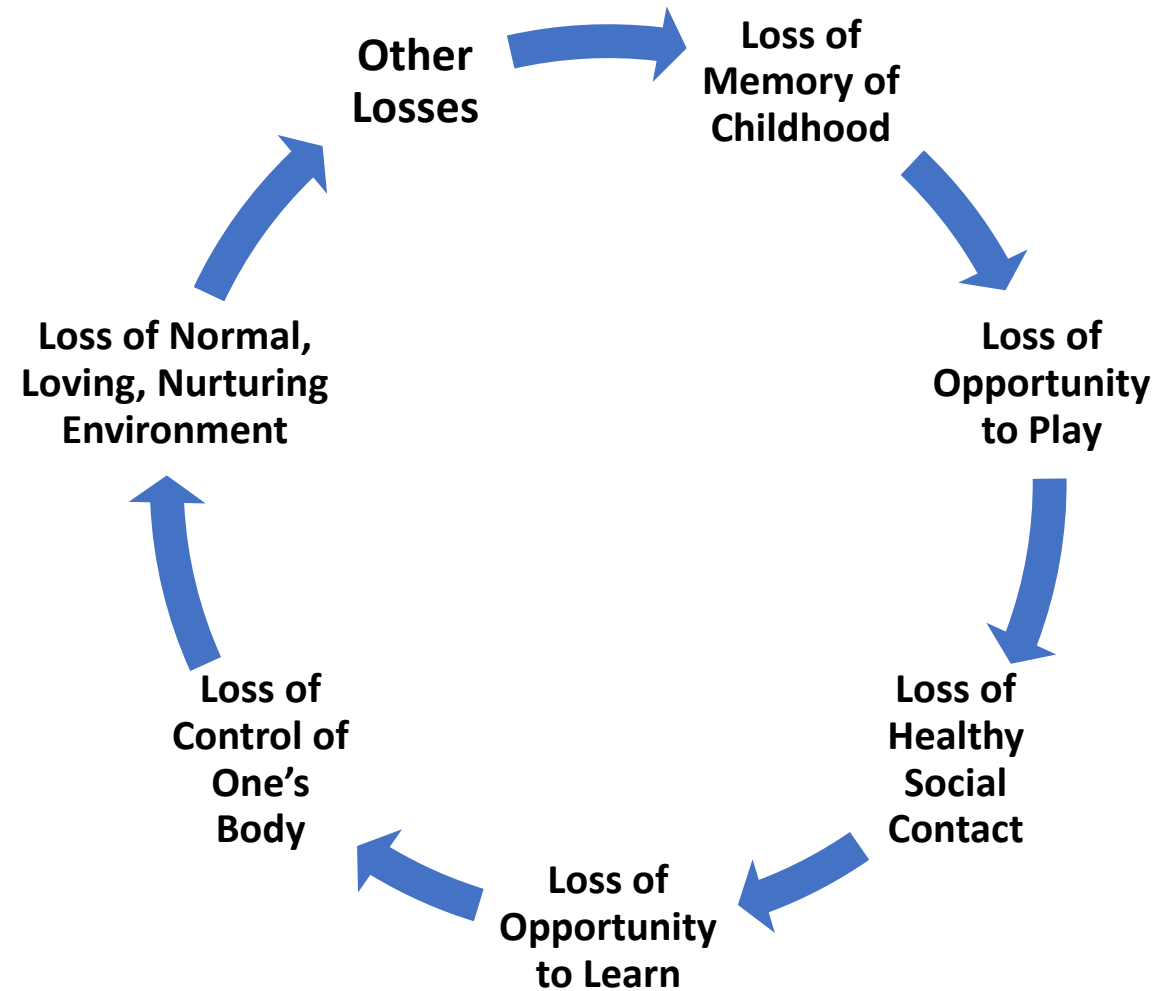 Other
Losses
Loss of
Memory of
Childhood
Loss of
Opportunity
to Play
Loss of
Healthy
Social
Contact
Loss of
Opportunity
to Learn
Loss of
Control of
One’s
Body
Loss of Normal,
Loving, Nurturing
Environment